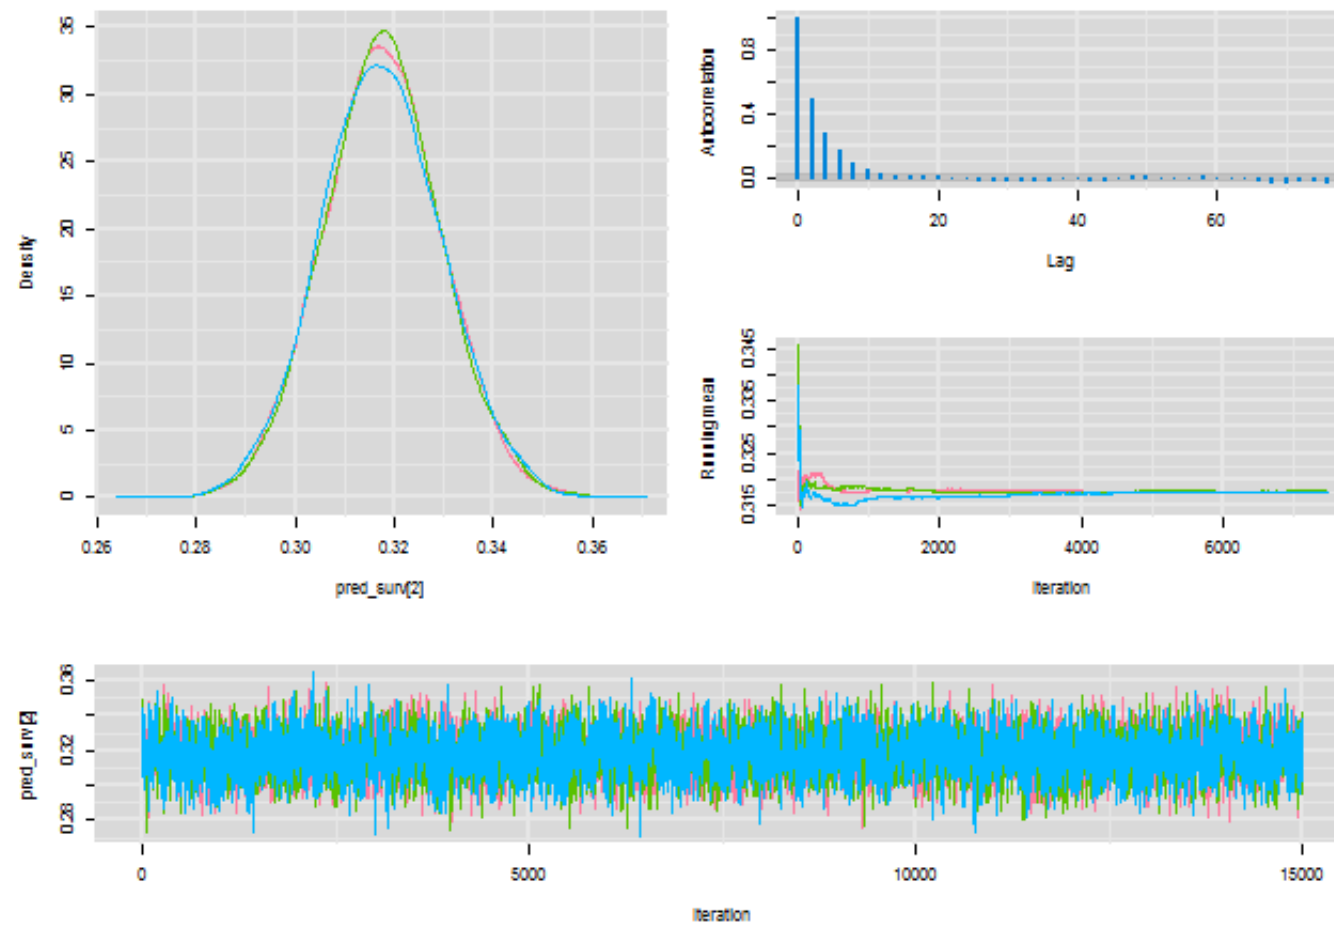 Density
35
30
25
20
15
10
5
0
0.26 0.28 0.30 0.32 0.34 0.36
pred_surv[2]
Autocorrelation
0.8
0.4
0.0
0 20 40 60
Lag
Running mean
0.345
0.335
0.325
0.315
0 2000 4000 6000
Iteration
pred_surv[2]
0.36
0.32
0.28
0 5000 10000 15000
Iteration